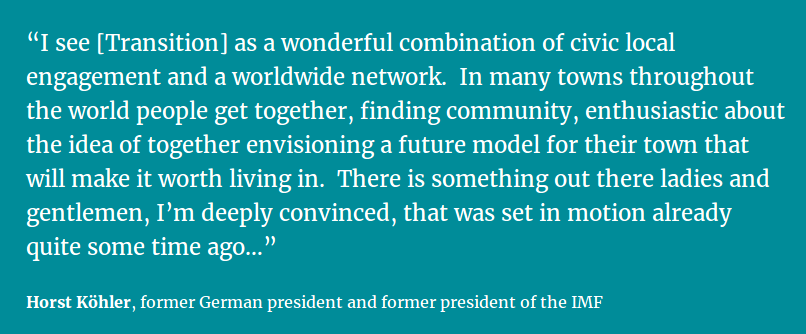 “I see [Transition] as a wonderful combination of civic local
engagement and a worldwide network.  In many towns throughout
the world people get together, finding community, enthusiastic about
the idea of together envisioning a future model for their town that
will make it worth living in.  There is something out there ladies and
gentlemen, I’m deeply convinced, that was set in motion already
quite some time ago...”
Horst Köhler, former German president and former president of the IMF